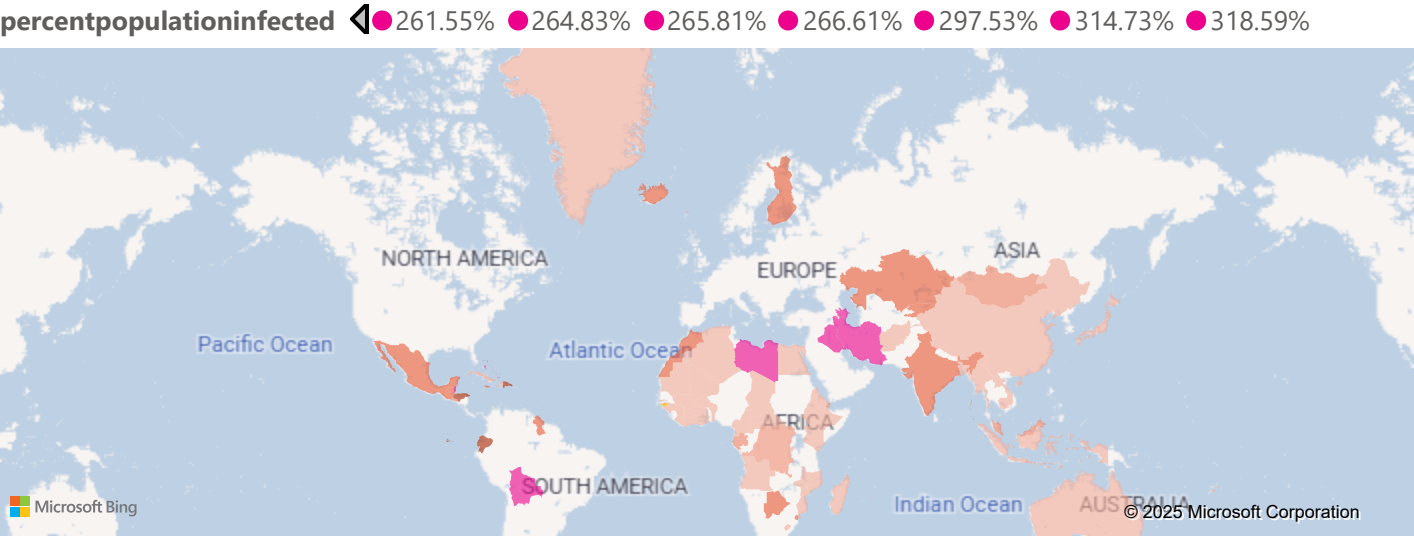 percentpopulationinfected 261.55% 264.83% 265.81% 266.61% 297.53% 314.73% 318.59%
ASIA
NORTH AMERICA
EUROPE
Pacific Ocean
Atlantic Ocean
AFRICA
SOUTH AMERICA
Indian Ocean
AUSTRALIA
Microsoft Bing
© 2025 Microsoft Corporation